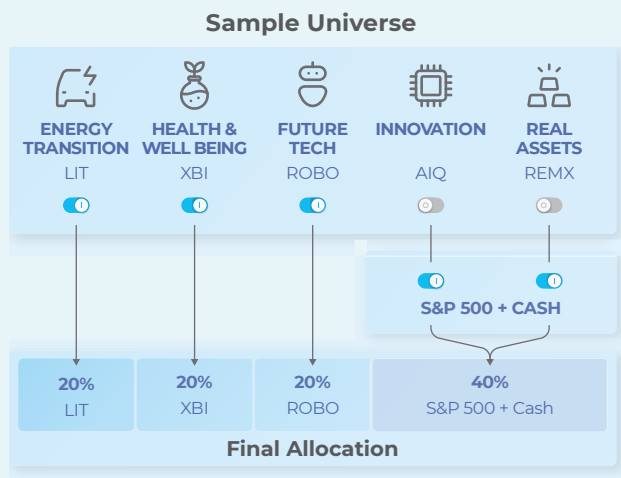 Sample Universe
ENERGY TRANSITION
LIT
HEALTH & WELL BEING
XBI
FUTURE TECH
ROBO
INNOVATION
AIQ
REAL ASSETS
REMX
S&P 500 + CASH
20%
LIT
20%
XBI
20%
ROBO
40%
S&P 500 + Cash
Final Allocation